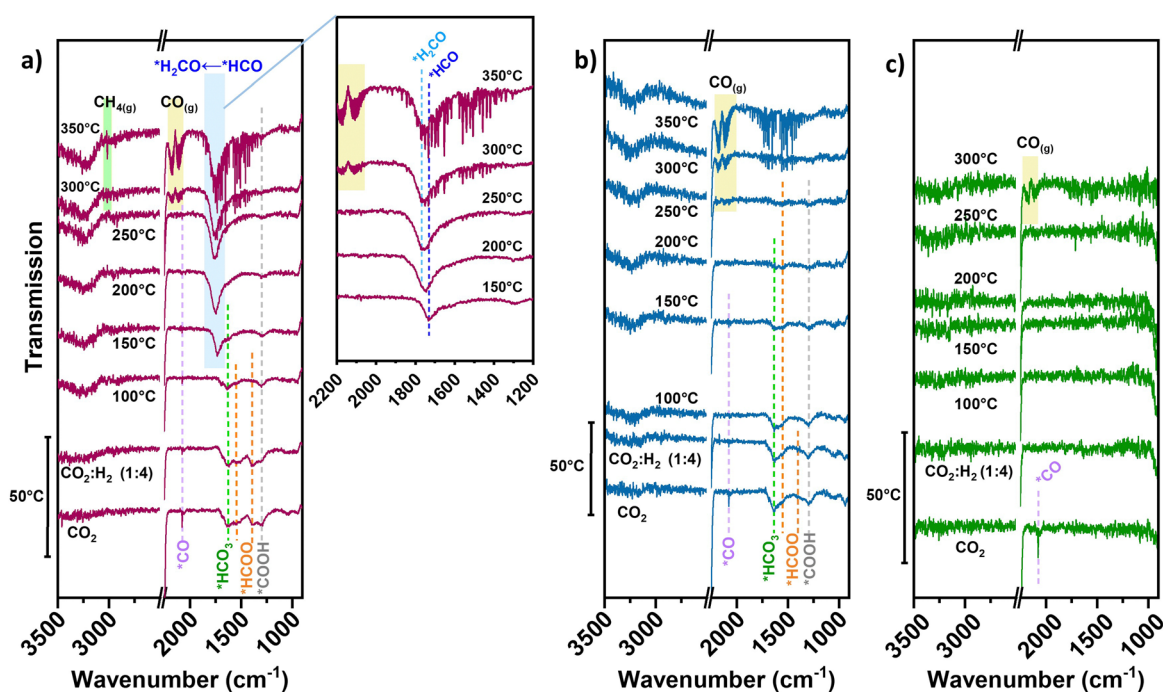 a)
*H₂CO←*HCO
CH₄(g)
CO(g)
350°C
300°C
250°C
200°C
150°C
100°C
CO₂:H₂ (1:4)
50°C
CO₂
*CO
*HCO₃
*HCOO
*COOH
Transmission
3500
3000
2000
1500
1000
Wavenumber (cm⁻¹)
*H₂CO
*HCO
350°C
300°C
250°C
200°C
150°C
2200
2000
1800
1600
1400
1200
b)
CO(g)
350°C
300°C
250°C
200°C
150°C
100°C
CO₂:H₂ (1:4)
50°C
CO₂
*CO
*HCO₃
*HCOO
*COOH
3500
3000
2000
1500
1000
Wavenumber (cm⁻¹)
c)
CO(g)
300°C
250°C
200°C
150°C
100°C
CO₂:H₂ (1:4)
50°C
*CO
CO₂
3500
3000
2000
1500
1000
Wavenumber (cm⁻¹)